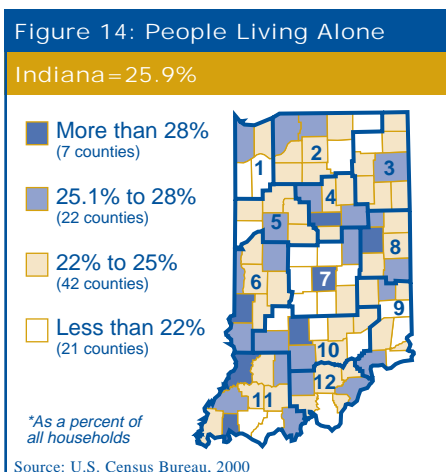 Figure 14: People Living Alone
Indiana=25.9%
More than 28%
(7 counties)
25.1% to 28%
(22 counties)
22% to 25%
(42 counties)
Less than 22%
(21 counties)
1
2
3
4
5
6
7
8
9
10
11
12
*As a percent of
all households
Source: U.S. Census Bureau, 2000